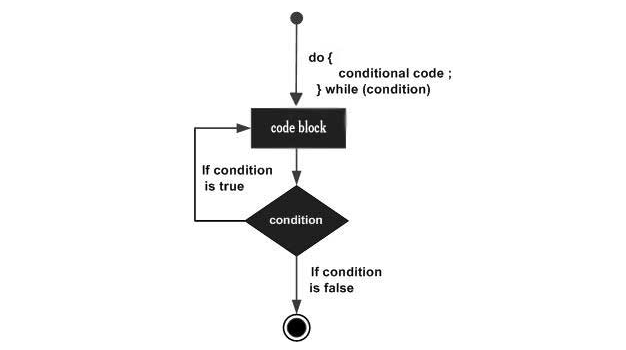 do {
conditional code ;
} while (condition)
code block
If condition
is true
condition
If condition
is false